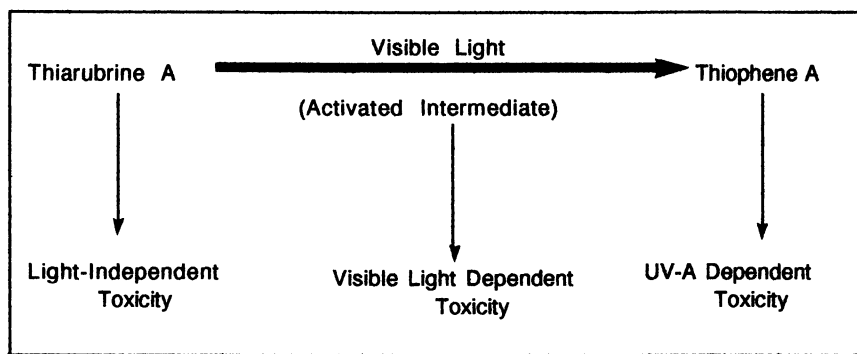 Visible Light
Thiarubrine A
Thiophene A
(Activated Intermediate)
Light-Independent
Toxicity
Visible Light Dependent
Toxicity
UV-A Dependent
Toxicity